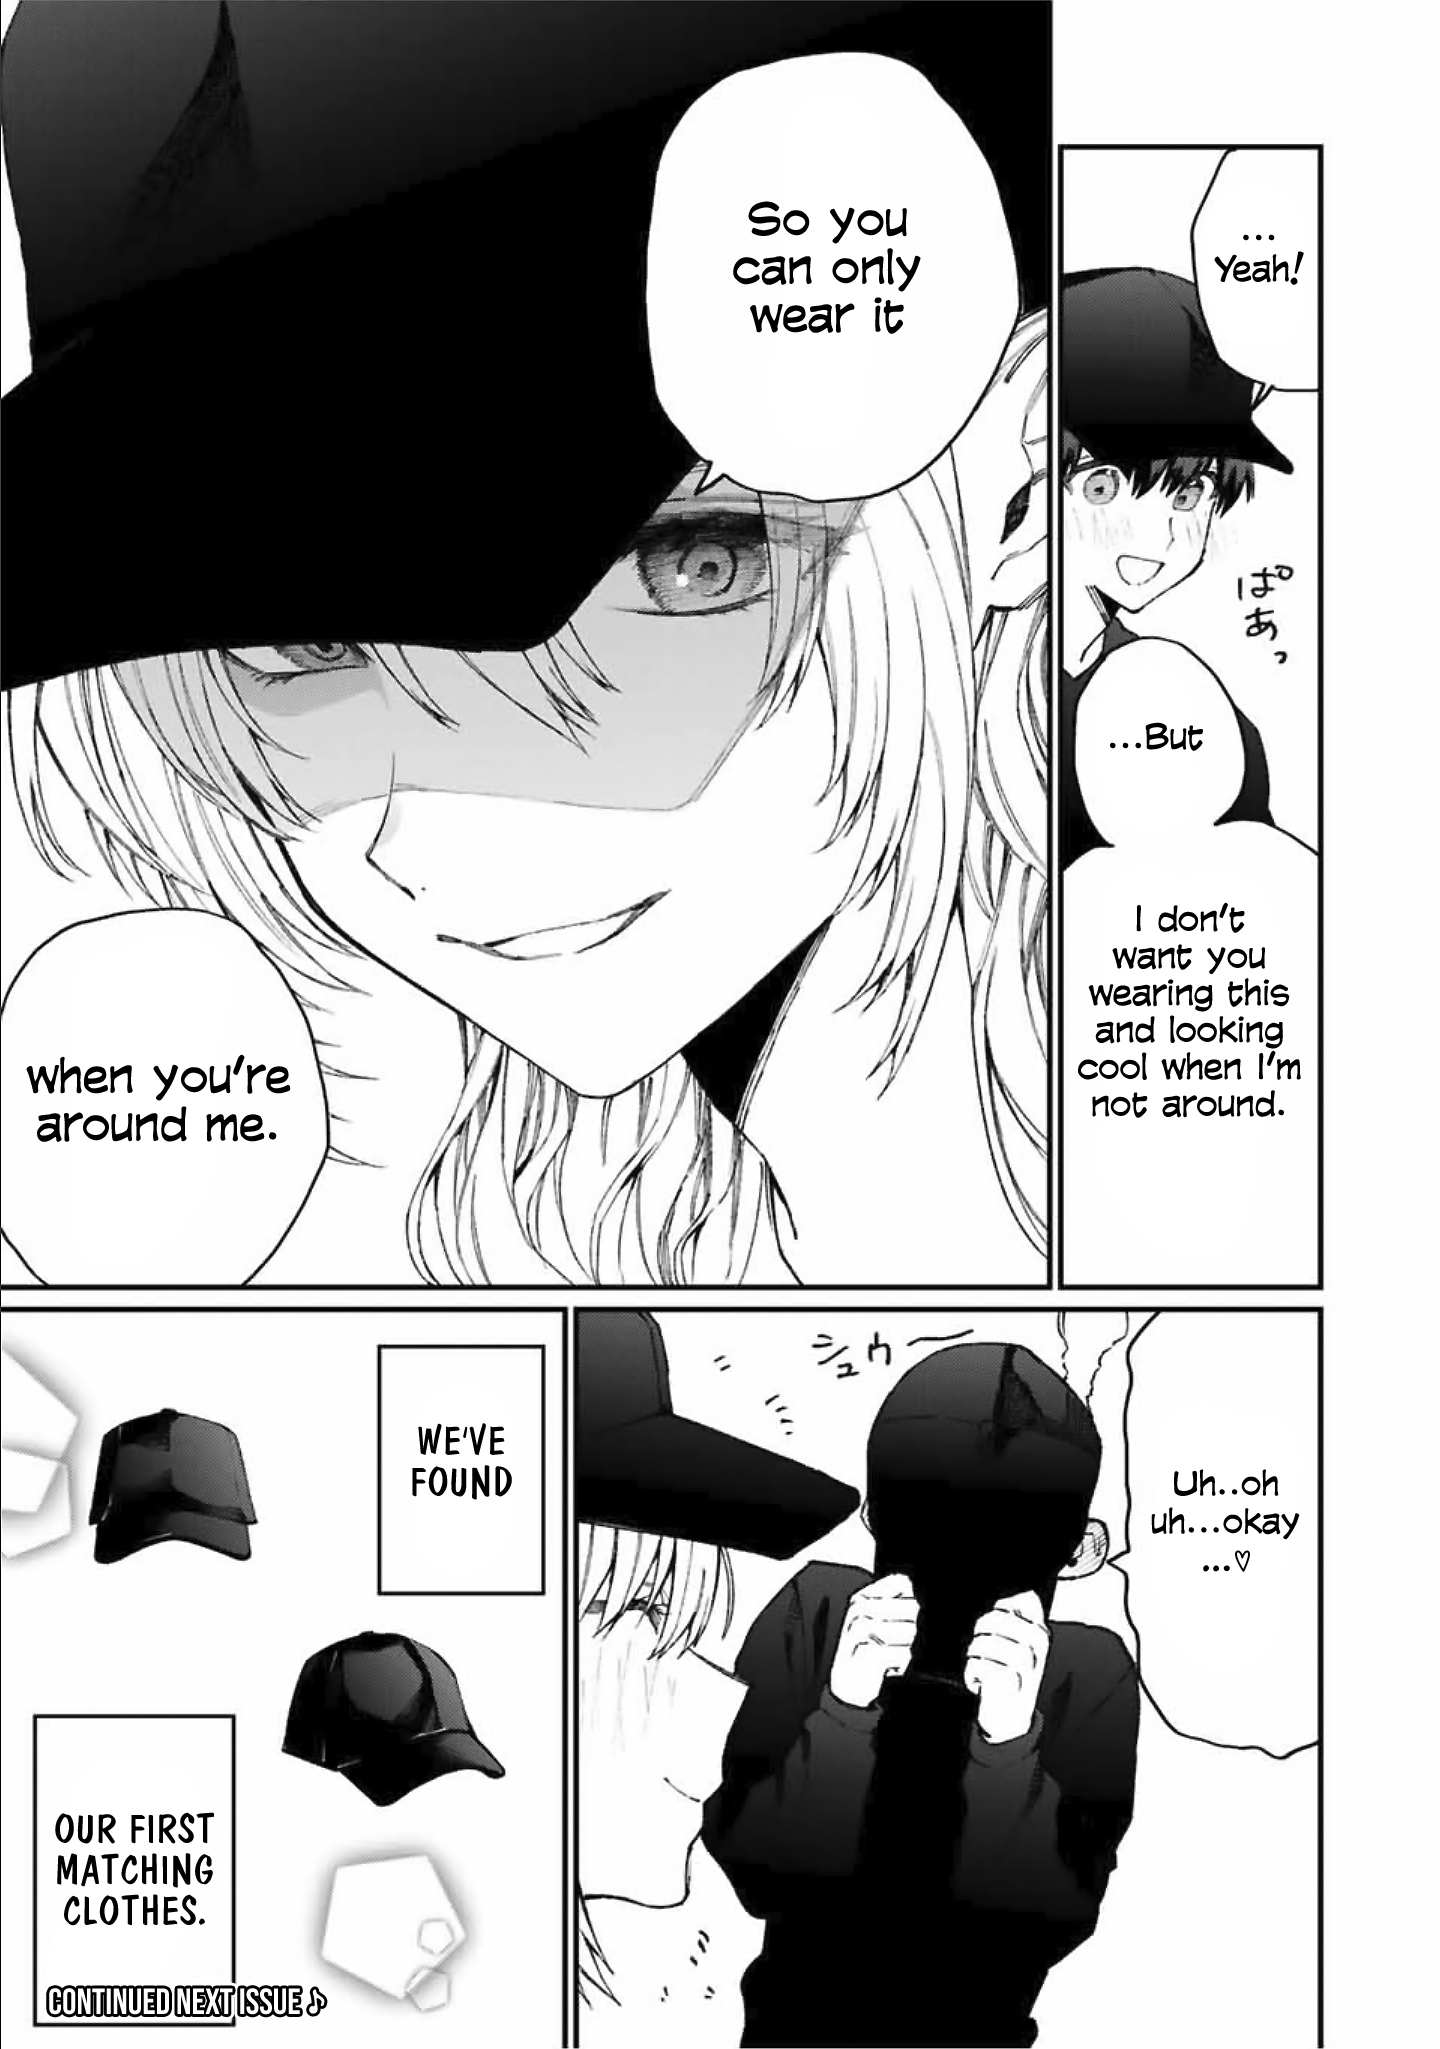 ...
Yeah!
ぱあっ
...But
I don't
want you
wearing this
and looking
cool when I'm
not around.
So you
can only
wear it
when you're
around me.
Uh..oh
uh...okay
...♡
シュウー
WE'VE
FOUND
OUR FIRST
MATCHING
CLOTHES.
CONTINUED NEXT ISSUE ♪